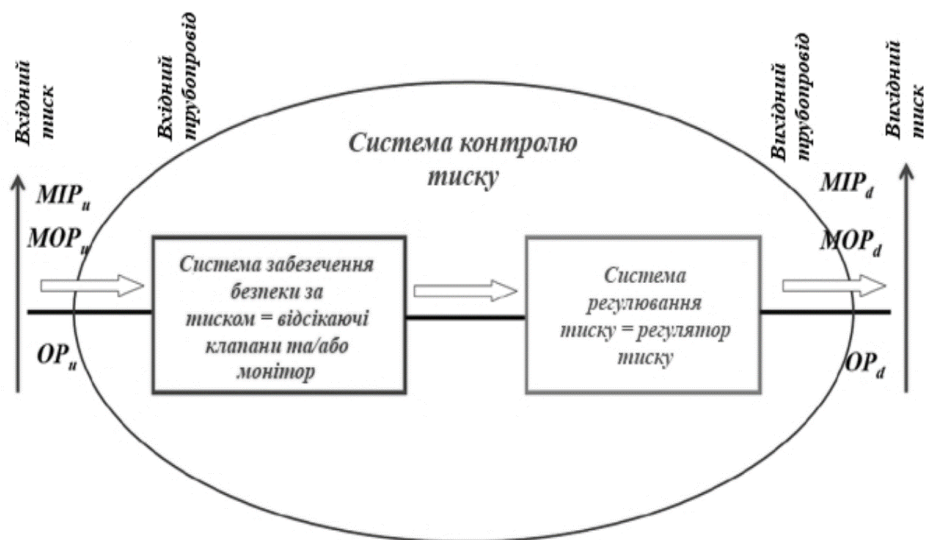 Вхідний
тиск
Вхідний
трубопровід
Система контролю
тиску
Вихідний
трубопровід
Вихідний
тиск
MIPu
MOPu
OPu
Система забезечення
безпеки за
тиском = відсікаючі
клапани та/або
монітор
Система
регулювання
тиску = регулятор
тиску
MIPd
MOPd
OPd